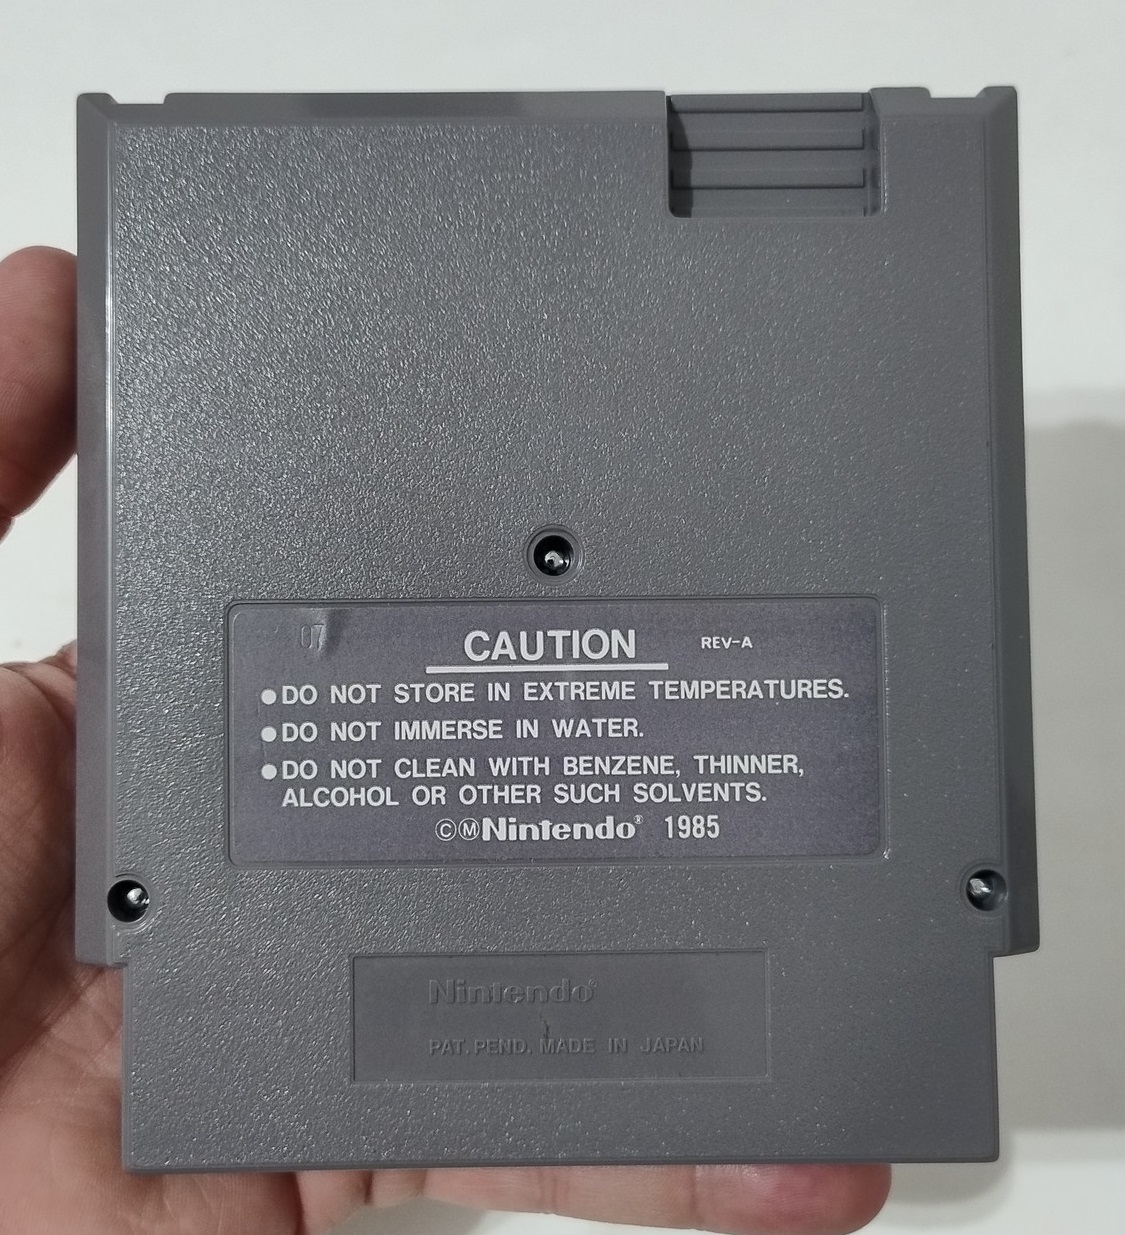 07
CAUTION REV-A
●DO NOT STORE IN EXTREME TEMPERATURES.
●DO NOT IMMERSE IN WATER.
●DO NOT CLEAN WITH BENZENE, THINNER,
ALCOHOL OR OTHER SUCH SOLVENTS.
©ⓂNintendo® 1985
Nintendo®
PAT. PEND. MADE IN JAPAN